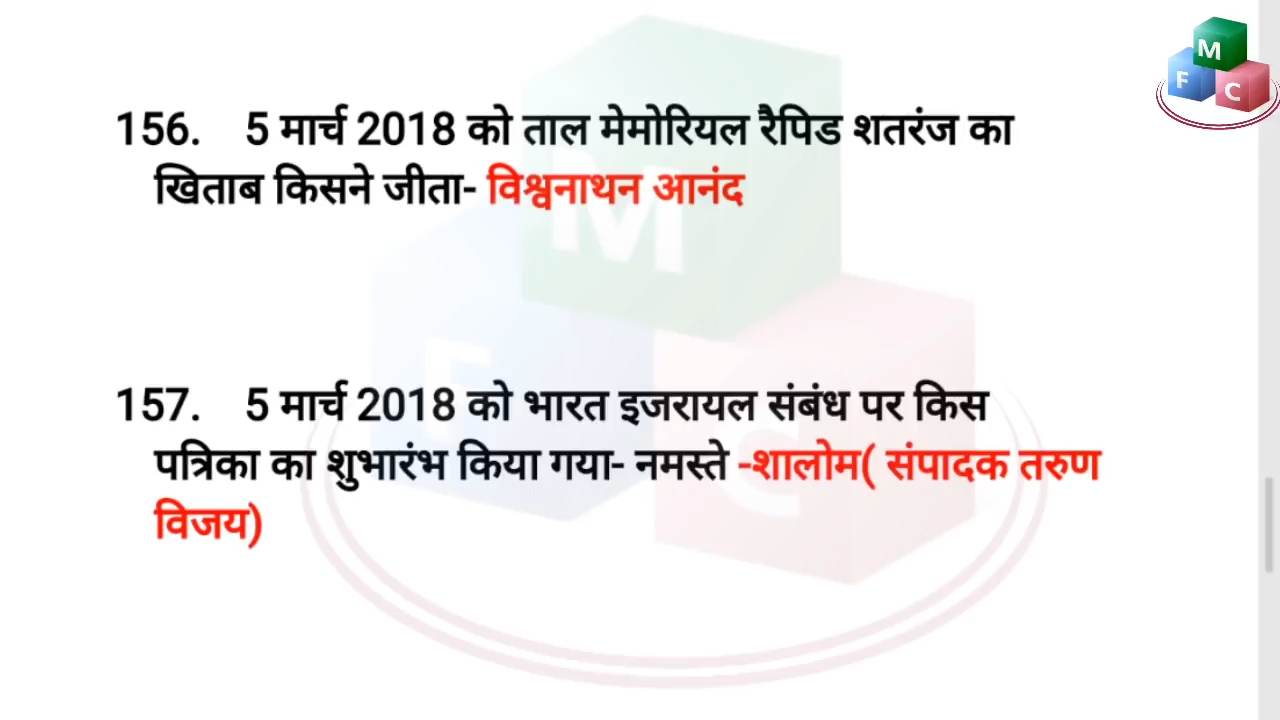 M
F
C
156. 5 मार्च 2018 को ताल मेमोरियल रैपिड शतरंज का
खिताब किसने जीता- विश्वनाथन आनंद
157. 5 मार्च 2018 को भारत इजरायल संबंध पर किस
पत्रिका का शुभारंभ किया गया- नमस्ते -शालोम( संपादक तरुण
विजय)